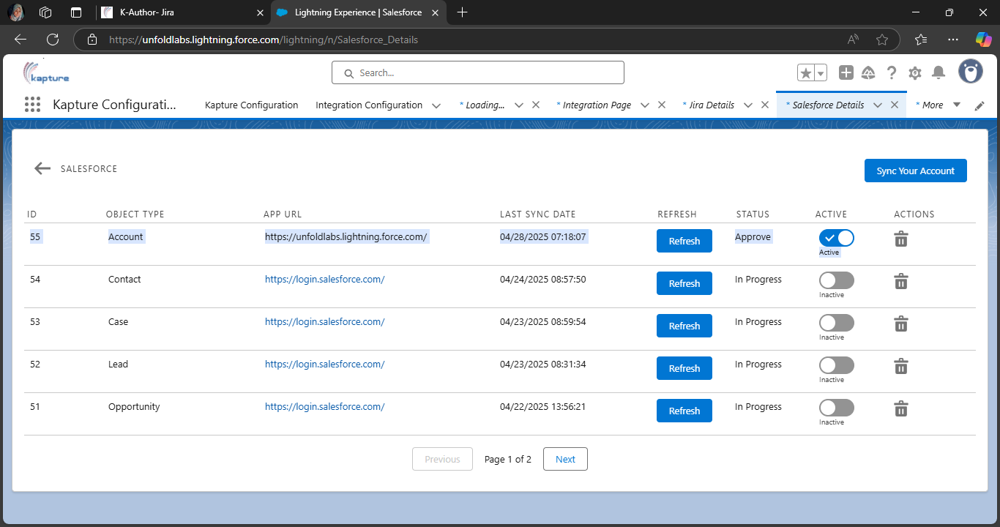 K-Author- Jira
Lightning Experience | Salesforce
https://unfoldlabs.lightning.force.com/lightning/n/Salesforce_Details
kapture
Search...
Kapture Configurati...
Kapture Configuration
Integration Configuration
* Loading...
* Integration Page
* Jira Details
* Salesforce Details
* More
SALESFORCE
Sync Your Account
ID OBJECT TYPE APP URL LAST SYNC DATE REFRESH STATUS ACTIVE ACTIONS
55 Account https://unfoldlabs.lightning.force.com/ 04/28/2025 07:18:07 Refresh Approve
Active
54 Contact https://login.salesforce.com/ 04/24/2025 08:57:50 Refresh In Progress
Inactive
53 Case https://login.salesforce.com/ 04/23/2025 08:59:54 Refresh In Progress
Inactive
52 Lead https://login.salesforce.com/ 04/23/2025 08:31:34 Refresh In Progress
Inactive
51 Opportunity https://login.salesforce.com/ 04/22/2025 13:56:21 Refresh In Progress
Inactive
Previous Page 1 of 2 Next